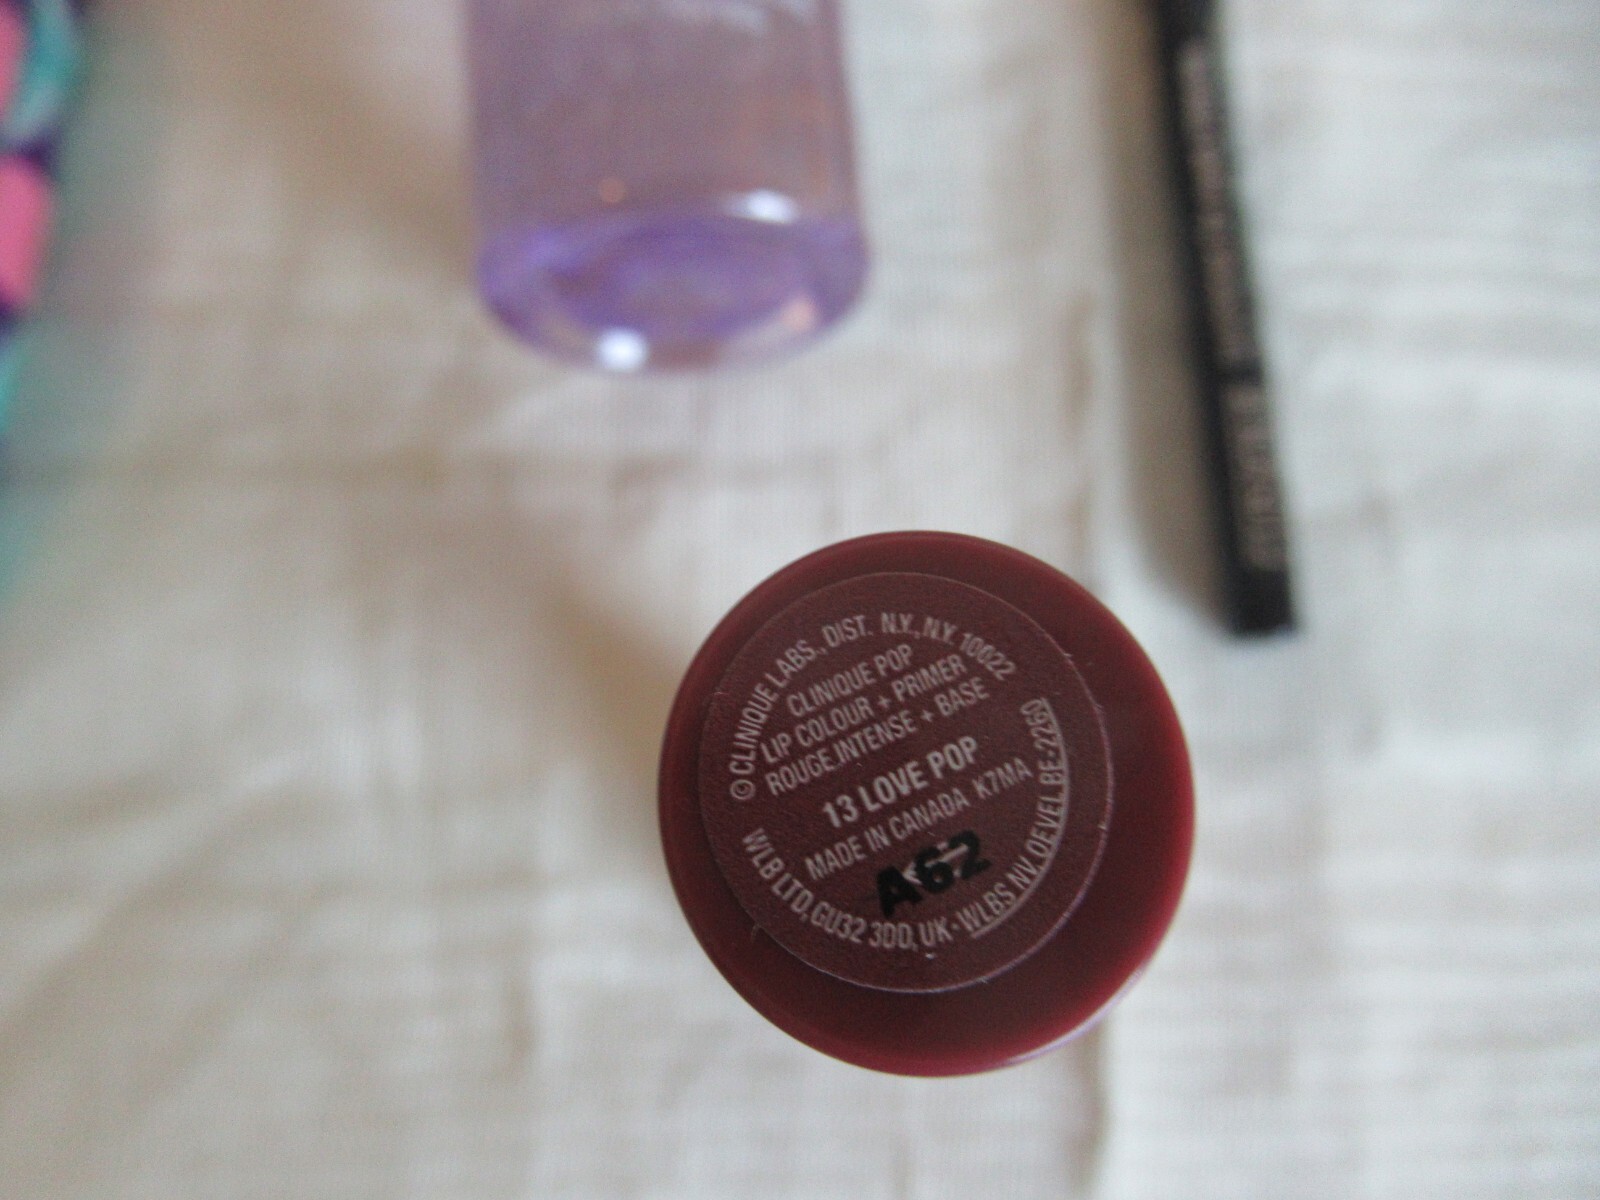 © CLINIQUE LABS., DIST. N.Y., N.Y. 10022
CLINIQUE POP
LIP COLOUR + PRIMER
ROUGE INTENSE + BASE
13 LOVE POP
MADE IN CANADA K7MA
A62
WLB LTD, GU32 3DD, UK · WLBS NV, OEVEL BE-2260